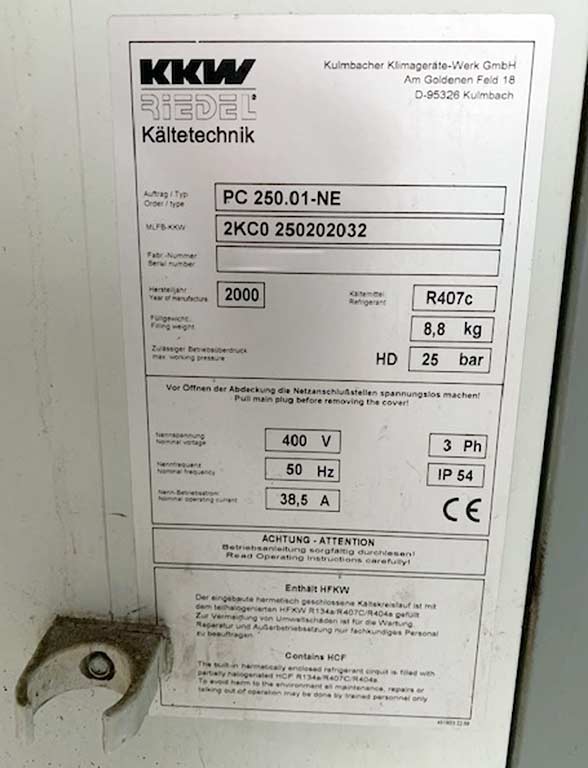 KKW
RIEDEL
Kältetechnik
Kulmbacher Klimageräte-Werk GmbH
Am Goldenen Feld 18
D-95326 Kulmbach
Auftrag / Typ
Order / type
PC 250.01-NE
MLFB-KKW
2KC0 250202032
Fabr.-Nummer
Serial number
Herstelljahr
Year of manufacture
2000
Kältemittel
Refrigerant
R407c
Füllgewicht
Filling weight
8,8 kg
Zulässiger Betriebsüberdruck
max. working pressure
HD 25 bar
Vor Öffnen der Abdeckung die Netzanschlußstellen spannungslos machen!
Pull main plug before removing the cover!
Nennspannung
Nominal voltage
400 V
3 Ph
Nennfrequenz
Nominal frequency
50 Hz
IP 54
Nenn-Betriebsstrom
Nominal operating current
38,5 A
CE
ACHTUNG - ATTENTION
Betriebsanleitung sorgfältig durchlesen!
Read Operating Instructions carefully!
Enthält HFKW
Der eingebaute hermetisch geschlossene Kältekreislauf ist mit
dem teilhalogenierten HFKW R134a/R407C/R404a gefüllt
Zur Vermeidung von Umweltschäden ist für die Wartung,
Reparatur und Außerbetriebsetzung nur fachkundiges Personal
zu beauftragen.
Contains HCF
The built-in hermetically enclosed refrigerant circuit is filled with
partially halogenated HCF R134a/R407C/R404a.
To avoid harm to the environment all maintenance, repairs or
talking out of operation may be done by trained personnel only